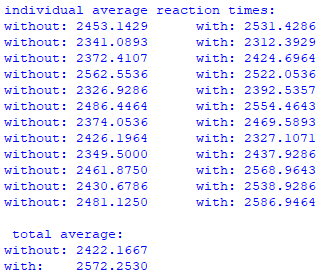 individual average reaction times:
without: 2453.1429 with: 2531.4286
without: 2341.0893 with: 2312.3929
without: 2372.4107 with: 2424.6964
without: 2562.5536 with: 2522.0536
without: 2326.9286 with: 2392.5357
without: 2486.4464 with: 2554.4643
without: 2374.0536 with: 2469.5893
without: 2426.1964 with: 2327.1071
without: 2349.5000 with: 2437.9286
without: 2461.8750 with: 2568.9643
without: 2430.6786 with: 2538.9286
without: 2481.1250 with: 2586.9464
total average:
without: 2422.1667
with: 2572.2530